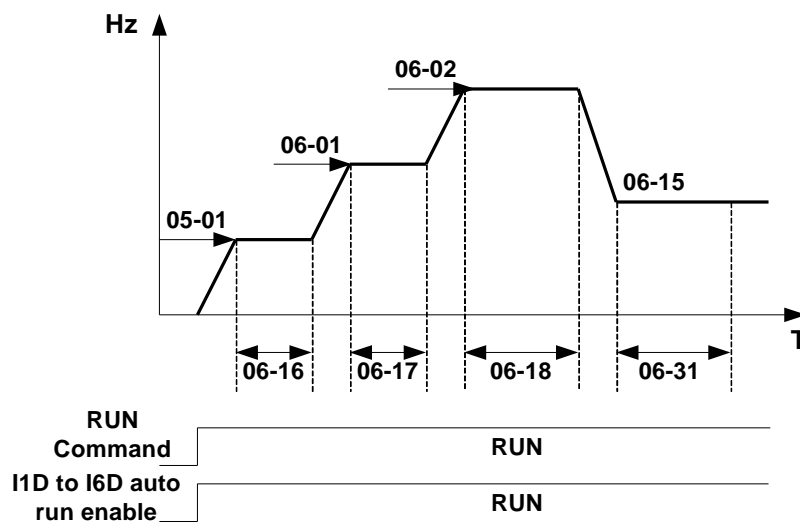 Hz
06-02
06-01
06-15
05-01
T
06-16
06-17
06-18
06-31
RUN
Command
RUN
I1D to I6D auto
run enable
RUN